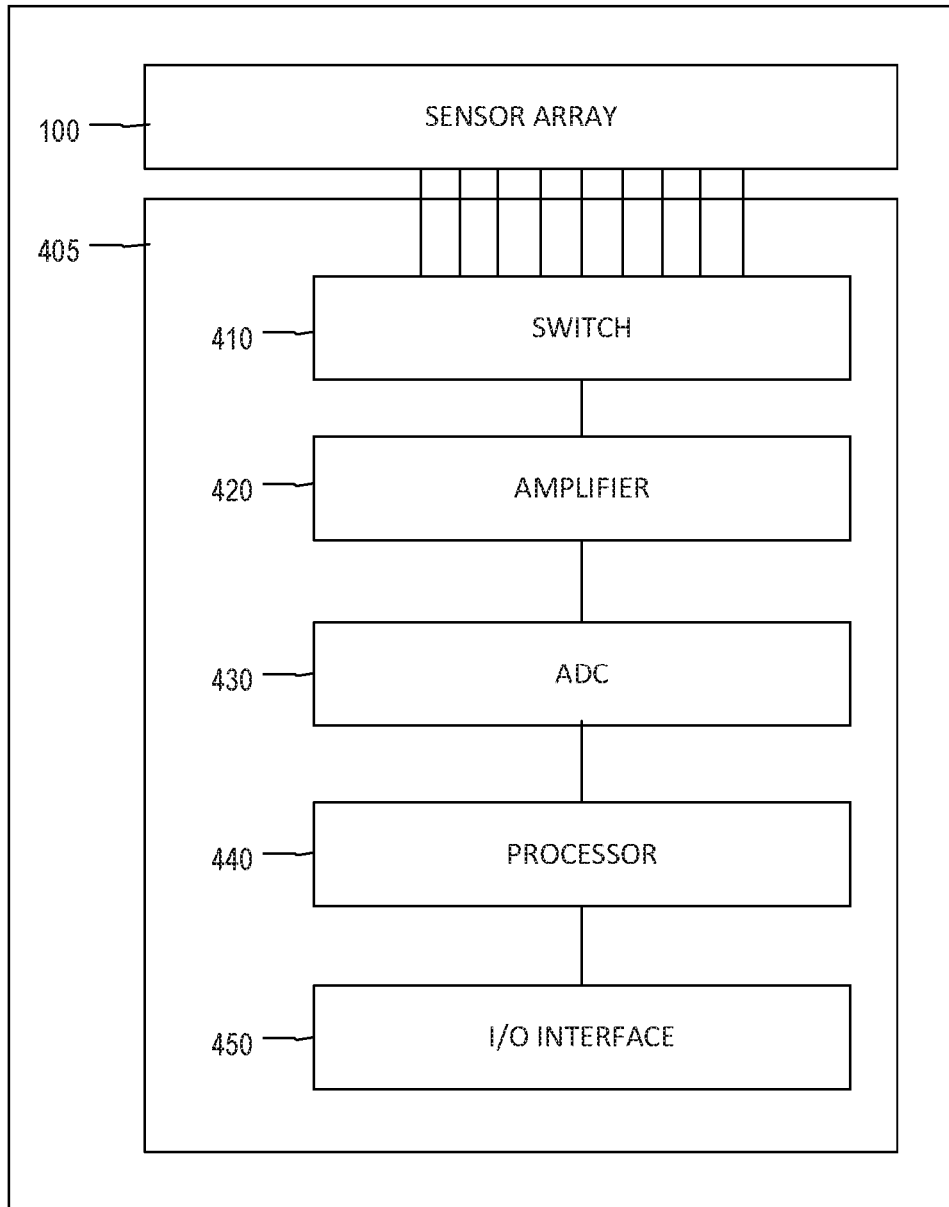 100 SENSOR ARRAY
405
410 SWITCH
420 AMPLIFIER
430 ADC
440 PROCESSOR
450 I/O INTERFACE